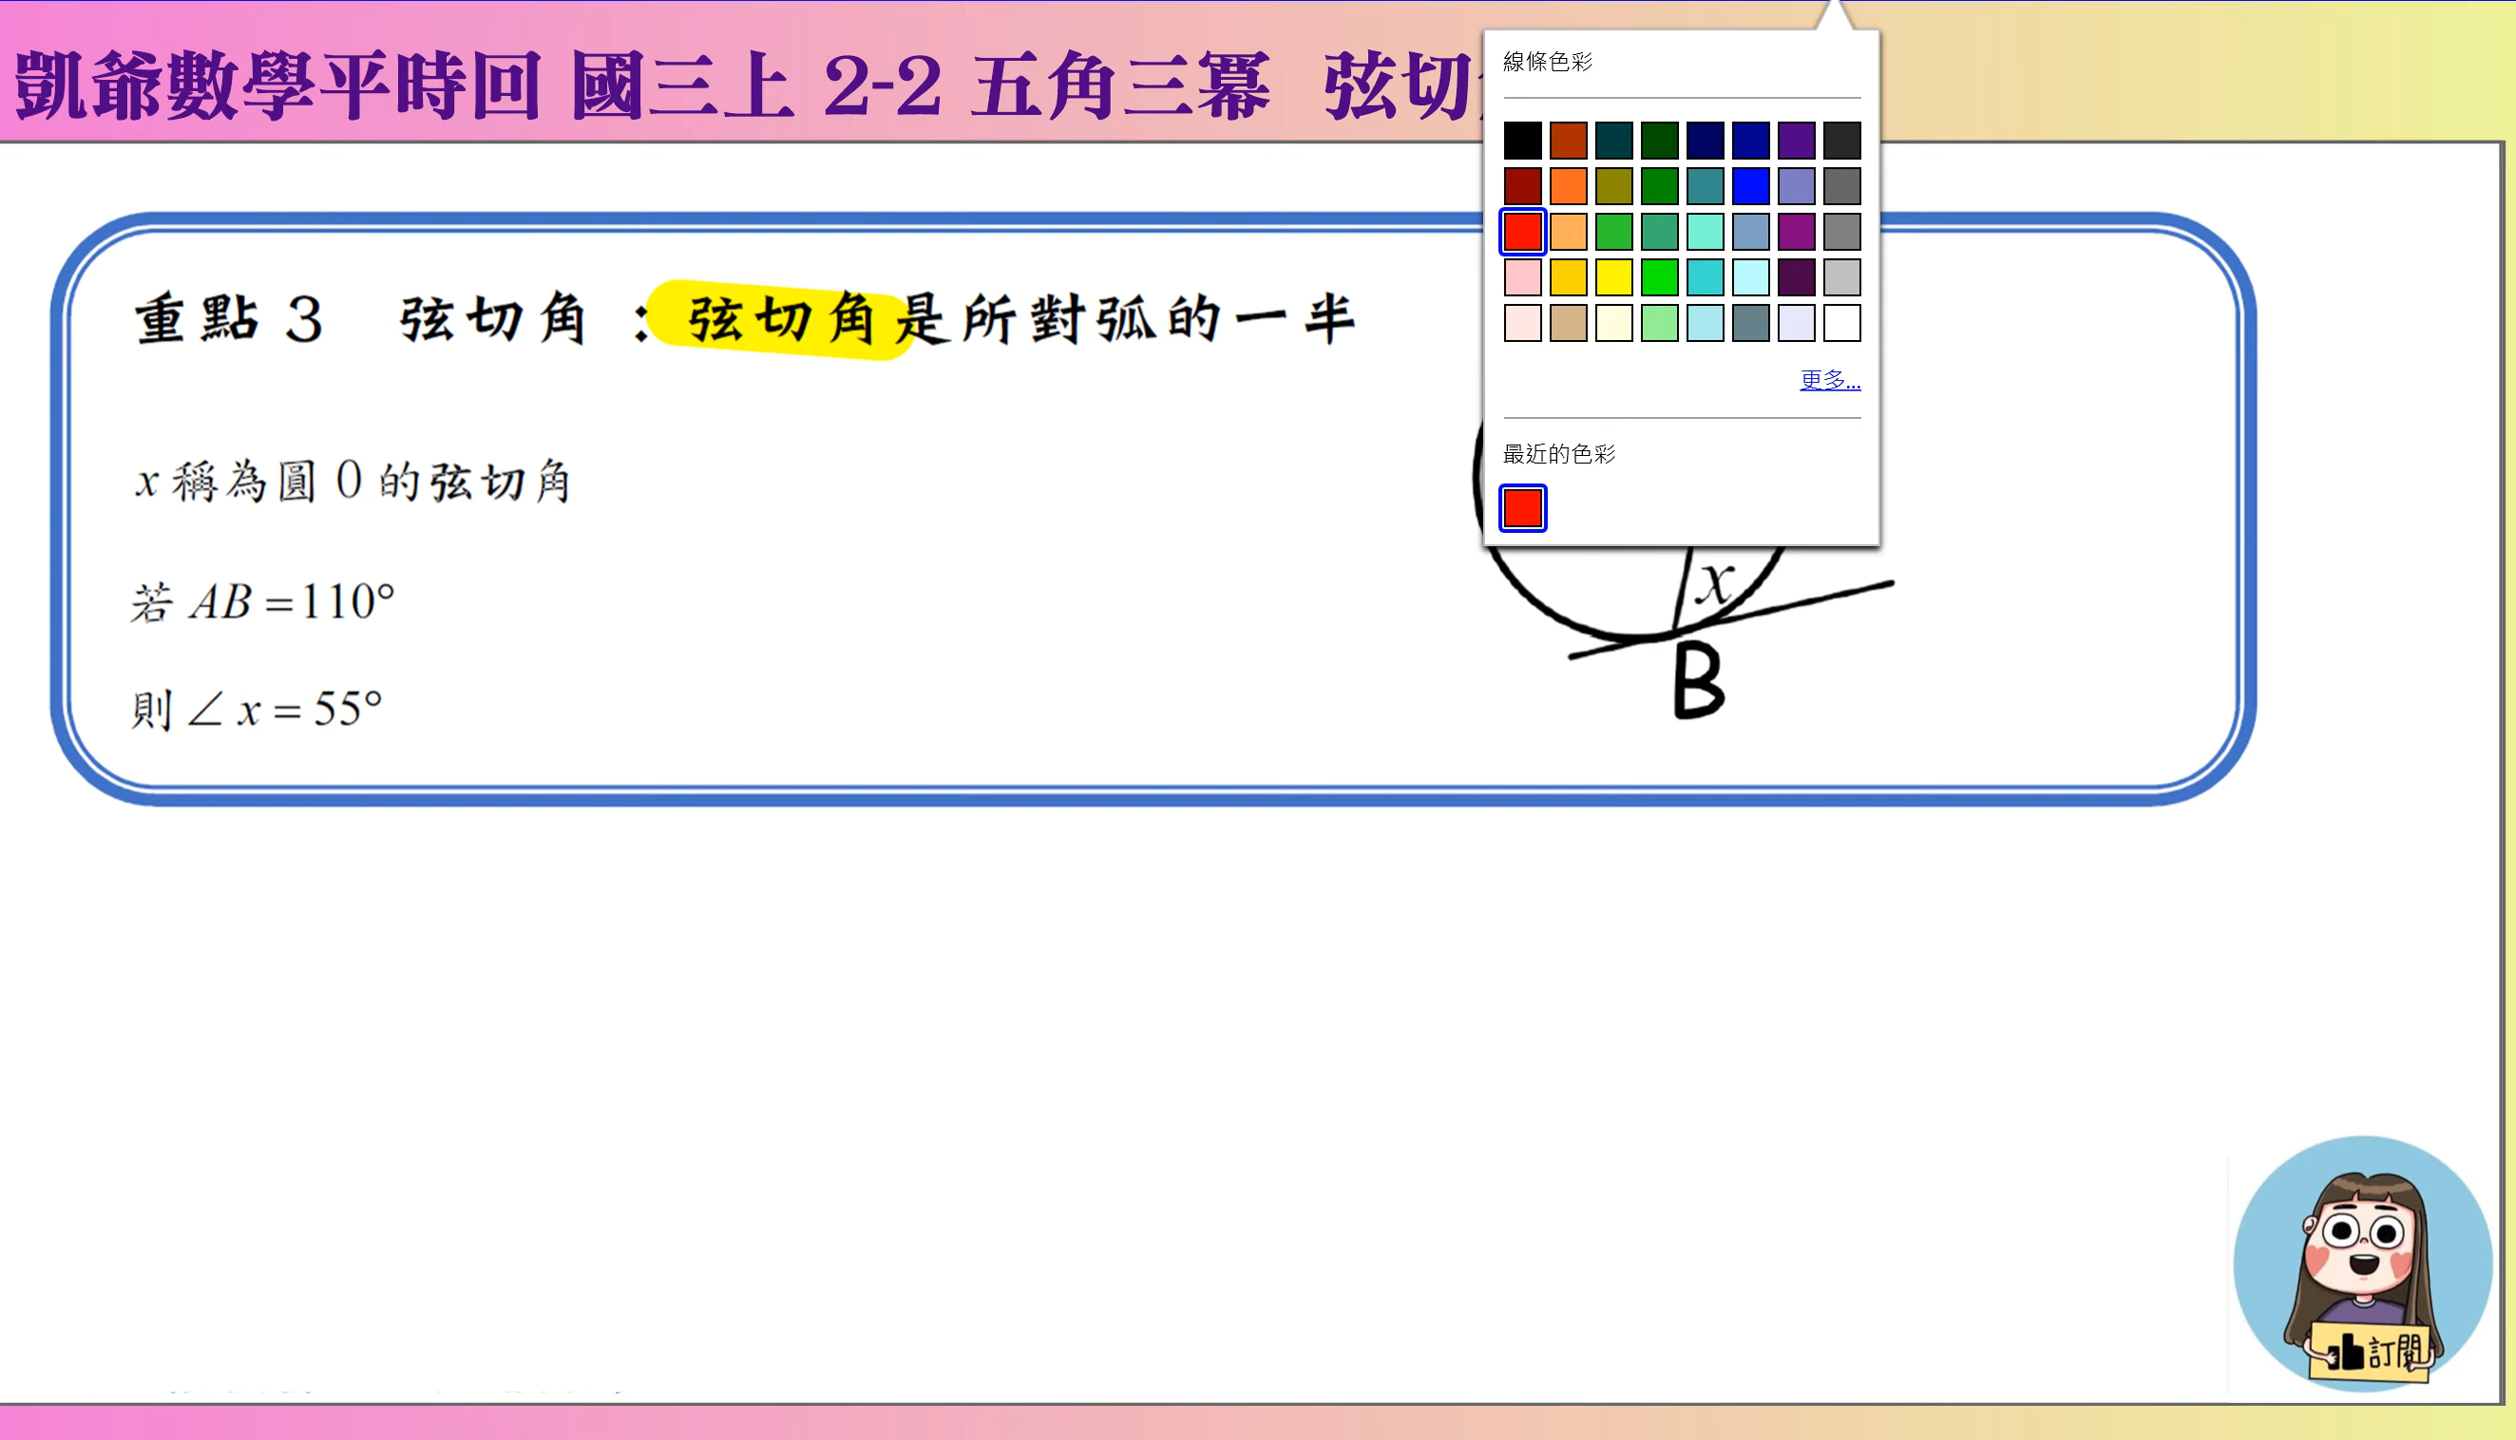 凱爺數學平時回 國三上 2-2 五角三冪 弦切
線條色彩
更多...
最近的色彩
重點3 弦切角：弦切角是所對弧的一半
x 稱為圓 O 的弦切角
若 AB =110°
則∠ x = 55°
x
B
訂閱